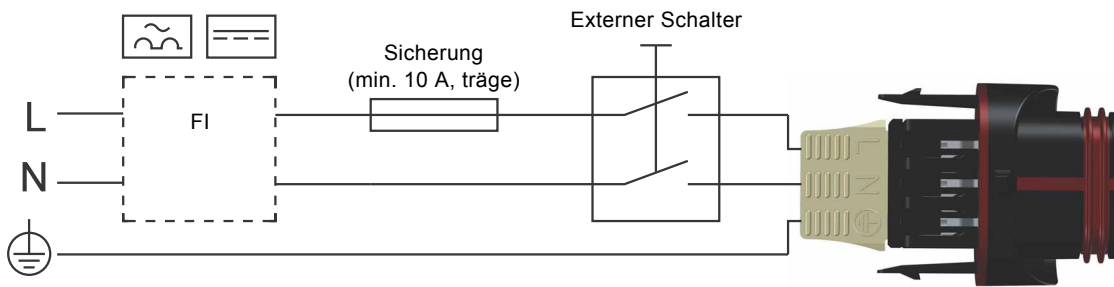 Externer Schalter
Sicherung
(min. 10 A, träge)
L
FI
N
L
N